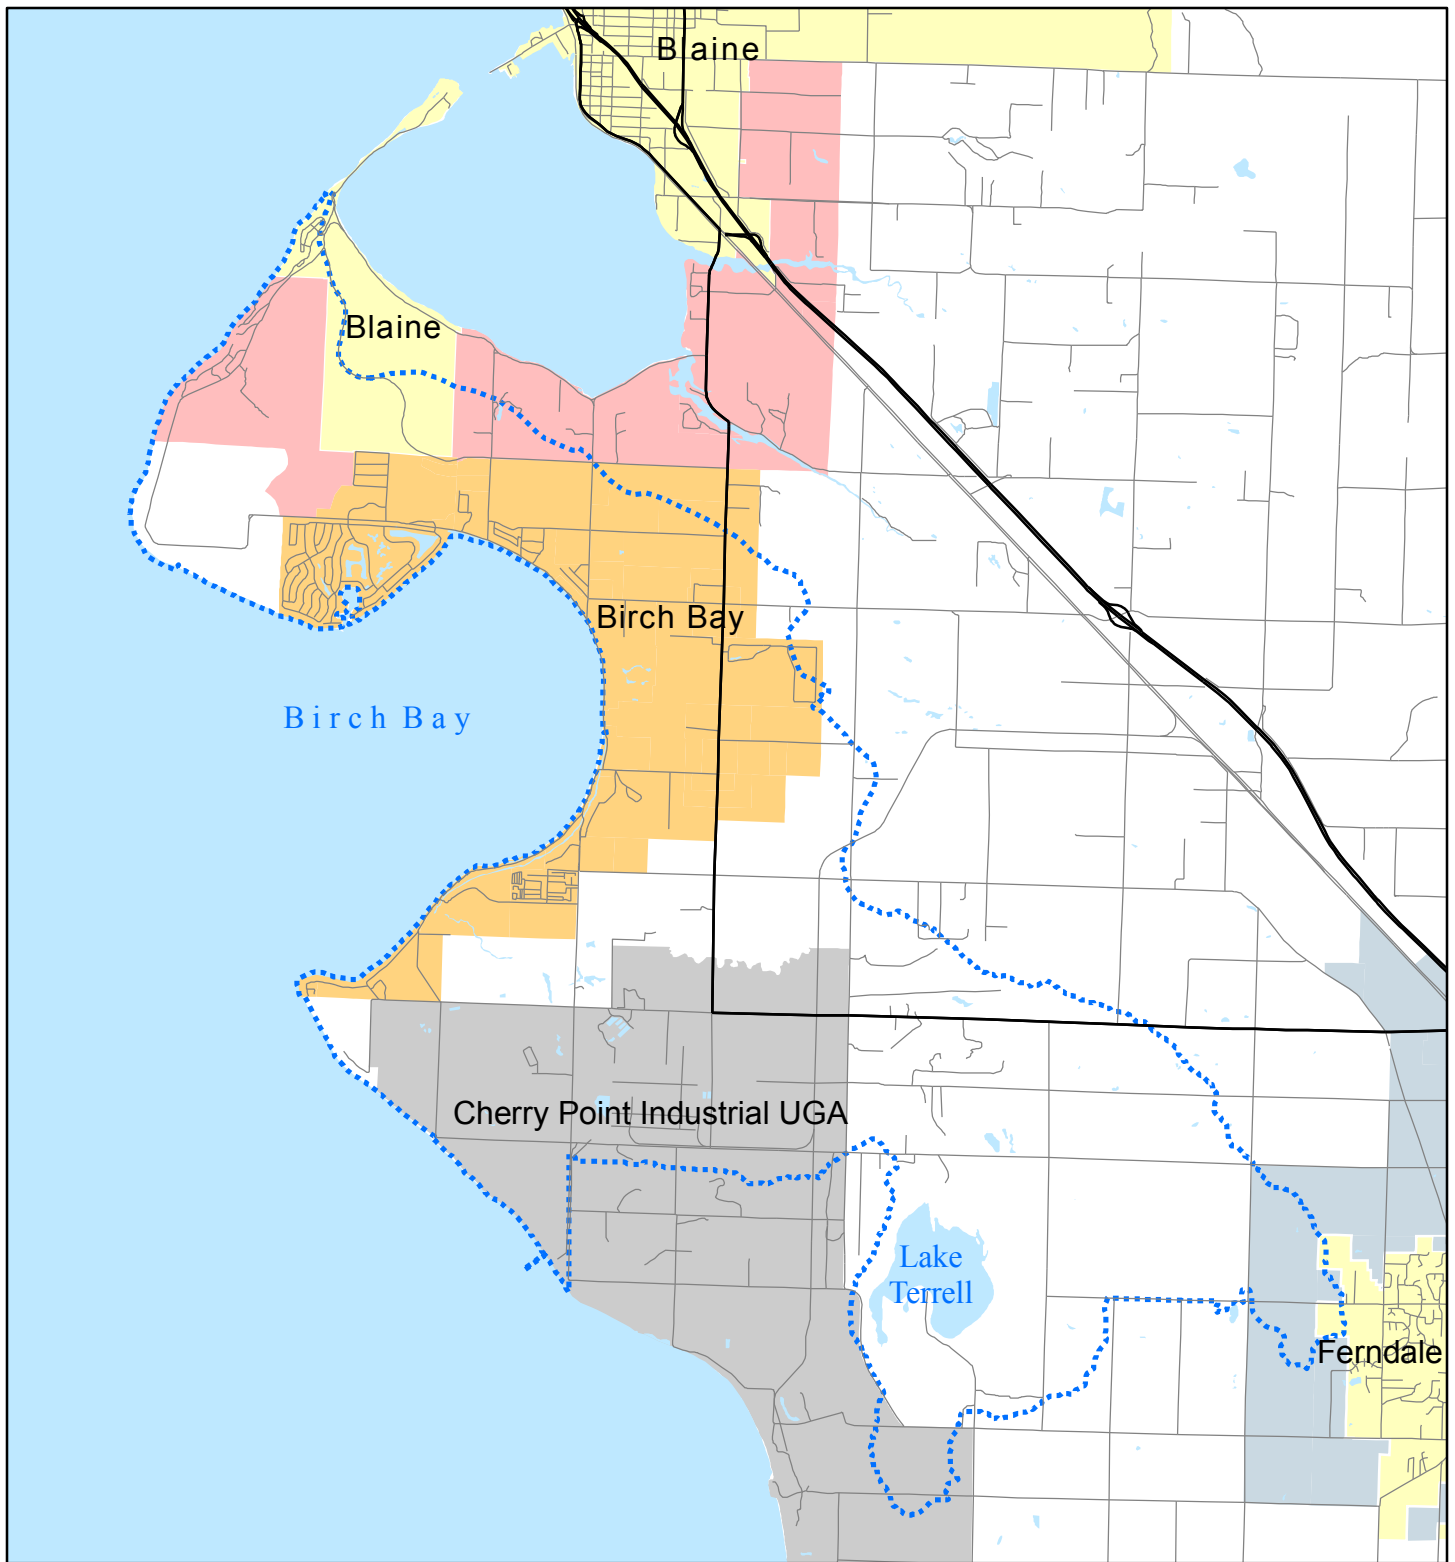 Blaine
Blaine
Birch Bay
Birch Bay
Cherry Point Industrial UGA
Lake
Terrell
Ferndale